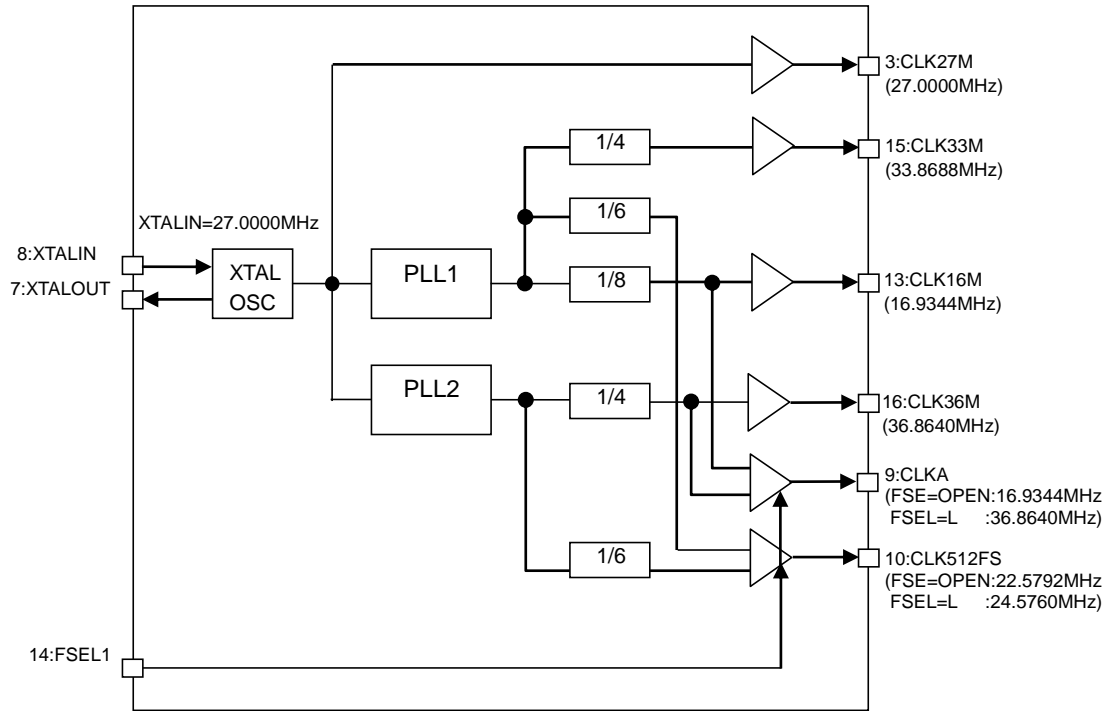 3:CLK27M
(27.0000MHz)
1/4
15:CLK33M
(33.8688MHz)
1/6
XTALIN=27.0000MHz
8:XTALIN
7:XTALOUT
XTAL
OSC
PLL1
1/8
13:CLK16M
(16.9344MHz)
PLL2
1/4
16:CLK36M
(36.8640MHz)
9:CLKA
(FSE=OPEN:16.9344MHz
FSEL=L :36.8640MHz)
1/6
10:CLK512FS
(FSE=OPEN:22.5792MHz
FSEL=L :24.5760MHz)
14:FSEL1